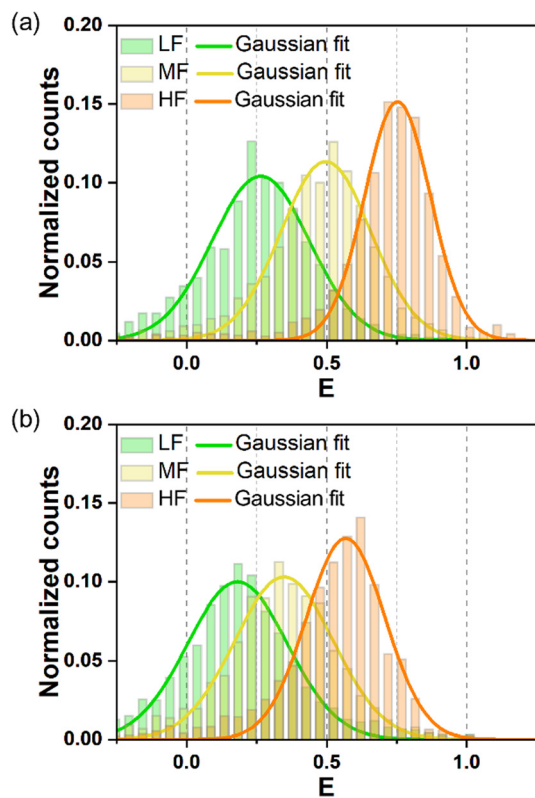 (a)
0.20
LF Gaussian fit
MF Gaussian fit
HF Gaussian fit
0.15
0.10
0.05
0.00
Normalized counts
0.0 0.5 1.0
E
(b)
0.20
LF Gaussian fit
MF Gaussian fit
HF Gaussian fit
0.15
0.10
0.05
0.00
Normalized counts
0.0 0.5 1.0
E